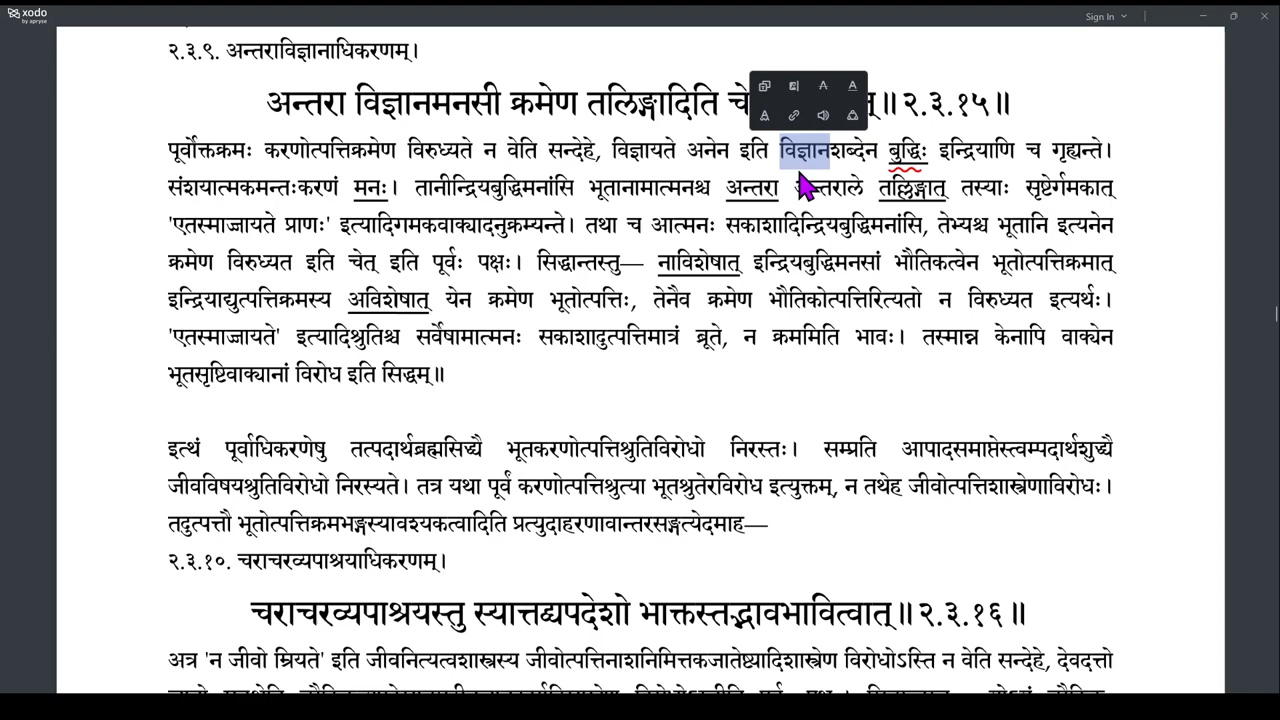 xodo
by apryse
Sign In
२.३.९. अन्तराविज्ञानाधिकरणम्।
अन्तरा विज्ञानमनसी क्रमेण तलिङ्गादिति चे त्॥२.३.१५॥
पूर्वोक्तक्रमः करणोत्पत्तिक्रमेण विरुध्यते न वेति सन्देहे, विज्ञायते अनेन इति विज्ञानशब्देन बुद्धिः इन्द्रियाणि च गृह्यन्ते।
संशयात्मकमन्तःकरणं मनः। तानीन्द्रियबुद्धिमनांसि भूतानामात्मनश्च अन्तरा अन्तराले तल्लिङ्गात् तस्याः सृष्टेर्गमकात्
'एतस्माज्जायते प्राणः' इत्यादिगमकवाक्यादनुक्रम्यन्ते। तथा च आत्मनः सकाशादिन्द्रियबुद्धिमनांसि, तेभ्यश्च भूतानि इत्यनेन
क्रमेण विरुध्यत इति चेत् इति पूर्वः पक्षः। सिद्धान्तस्तु— नाविशेषात् इन्द्रियबुद्धिमनसां भौतिकत्वेन भूतोत्पत्तिक्रमात्
इन्द्रियाद्युत्पत्तिक्रमस्य अविशेषात् येन क्रमेण भूतोत्पत्तिः, तेनैव क्रमेण भौतिकोत्पत्तिरित्यतो न विरुध्यत इत्यर्थः।
'एतस्माज्जायते' इत्यादिश्रुतिश्च सर्वेषामात्मनः सकाशादुत्पत्तिमात्रं ब्रूते, न क्रममिति भावः। तस्मान्न केनापि वाक्येन
भूतसृष्टिवाक्यानां विरोध इति सिद्धम्॥
इत्थं पूर्वाधिकरणेषु तत्पदार्थब्रह्मसिद्ध्यै भूतकरणोत्पत्तिश्रुतिविरोधो निरस्तः। सम्प्रति आपादसमाप्तेस्त्वम्पदार्थशुद्ध्यै
जीवविषयश्रुतिविरोधो निरस्यते। तत्र यथा पूर्वं करणोत्पत्तिश्रुत्या भूतश्रुतेरविरोध इत्युक्तम्, न तथेह जीवोत्पत्तिशास्त्रेणाविरोधः।
तदुत्पत्तौ भूतोत्पत्तिक्रमभङ्गस्यावश्यकत्वादिति प्रत्युदाहरणावान्तरसङ्गत्येदमाह—
२.३.१०. चराचरव्यपाश्रयाधिकरणम्।
चराचरव्यपाश्रयस्तु स्यात्तद्व्यपदेशो भाक्तस्तद्भावभावित्वात्॥२.३.१६॥
अत्र 'न जीवो म्रियते' इति जीवनित्यत्वशास्त्रस्य जीवोत्पत्तिनाशनिमित्तकजातेष्ट्यादिशास्त्रेण विरोधोऽस्ति न वेति सन्देहे, देवदत्तो